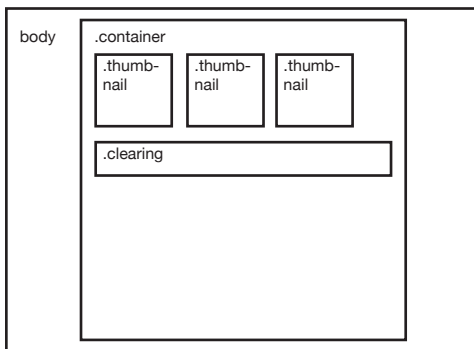 body
.container
.thumb-
nail
.thumb-
nail
.thumb-
nail
.clearing